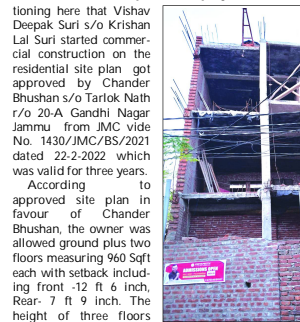 tioning here that Vishav
Deepak Suri s/o Krishan
Lal Suri started commer-
cial construction on the
residential site plan got
approved by Chander
Bhushan s/o Tarlok Nath
r/o 20-A Gandhi Nagar
Jammu from JMC vide
No. 1430/JMC/BS/2021
dated 22-2-2022 which
was valid for three years.
According to
approved site plan in
favour of Chander
Bhushan, the owner was
allowed ground plus two
floors measuring 960 Sqft
each with setback includ-
ing front -12 ft 6 inch,
Rear- 7 ft 9 inch. The
height of three floors
ADMISSIONS OPEN